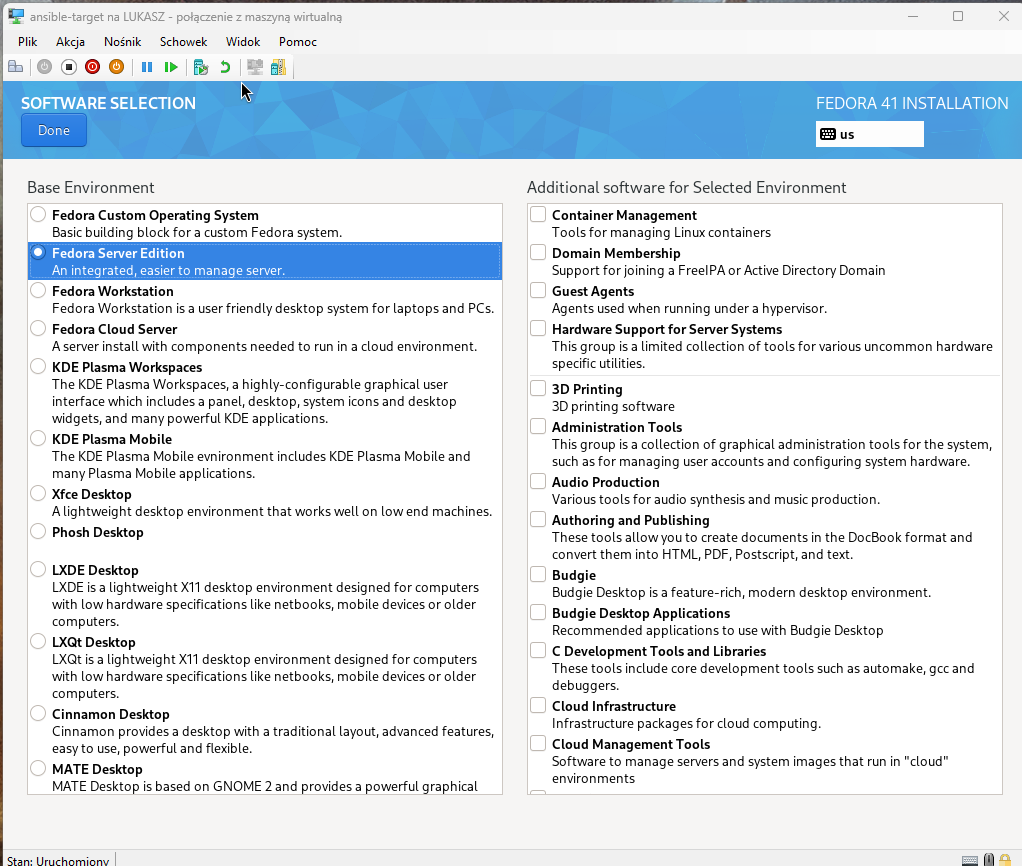 ansible-target na LUKASZ - połączenie z maszyną wirtualną
Plik Akcja Nośnik Schowek Widok Pomoc
SOFTWARE SELECTION
FEDORA 41 INSTALLATION
Done
us
Base Environment
Fedora Custom Operating System
Basic building block for a custom Fedora system.
Fedora Server Edition
An integrated, easier to manage server.
Fedora Workstation
Fedora Workstation is a user friendly desktop system for laptops and PCs.
Fedora Cloud Server
A server install with components needed to run in a cloud environment.
KDE Plasma Workspaces
The KDE Plasma Workspaces, a highly-configurable graphical user
interface which includes a panel, desktop, system icons and desktop
widgets, and many powerful KDE applications.
KDE Plasma Mobile
The KDE Plasma Mobile evnironment includes KDE Plasma Mobile and
many Plasma Mobile applications.
Xfce Desktop
A lightweight desktop environment that works well on low end machines.
Phosh Desktop
LXDE Desktop
LXDE is a lightweight X11 desktop environment designed for computers
with low hardware specifications like netbooks, mobile devices or older
computers.
LXQt Desktop
LXQt is a lightweight X11 desktop environment designed for computers
with low hardware specifications like netbooks, mobile devices or older
computers.
Cinnamon Desktop
Cinnamon provides a desktop with a traditional layout, advanced features,
easy to use, powerful and flexible.
MATE Desktop
MATE Desktop is based on GNOME 2 and provides a powerful graphical
Additional software for Selected Environment
Container Management
Tools for managing Linux containers
Domain Membership
Support for joining a FreeIPA or Active Directory Domain
Guest Agents
Agents used when running under a hypervisor.
Hardware Support for Server Systems
This group is a limited collection of tools for various uncommon hardware
specific utilities.
3D Printing
3D printing software
Administration Tools
This group is a collection of graphical administration tools for the system,
such as for managing user accounts and configuring system hardware.
Audio Production
Various tools for audio synthesis and music production.
Authoring and Publishing
These tools allow you to create documents in the DocBook format and
convert them into HTML, PDF, Postscript, and text.
Budgie
Budgie Desktop is a feature-rich, modern desktop environment.
Budgie Desktop Applications
Recommended applications to use with Budgie Desktop
C Development Tools and Libraries
These tools include core development tools such as automake, gcc and
debuggers.
Cloud Infrastructure
Infrastructure packages for cloud computing.
Cloud Management Tools
Software to manage servers and system images that run in "cloud"
environments
Stan: Uruchomiony